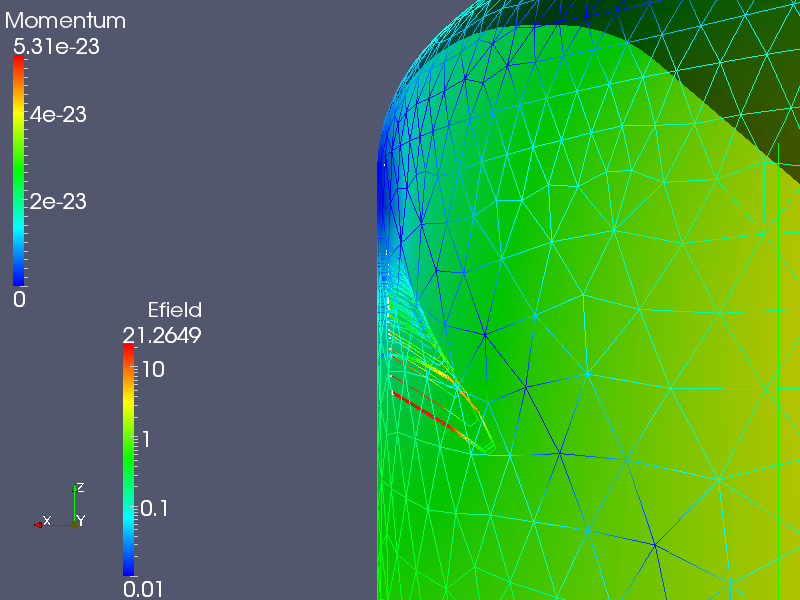 Momentum
5.31e-23
4e-23
2e-23
0
Efield
21.2649
10
1
0.1
0.01
Z
X
Y